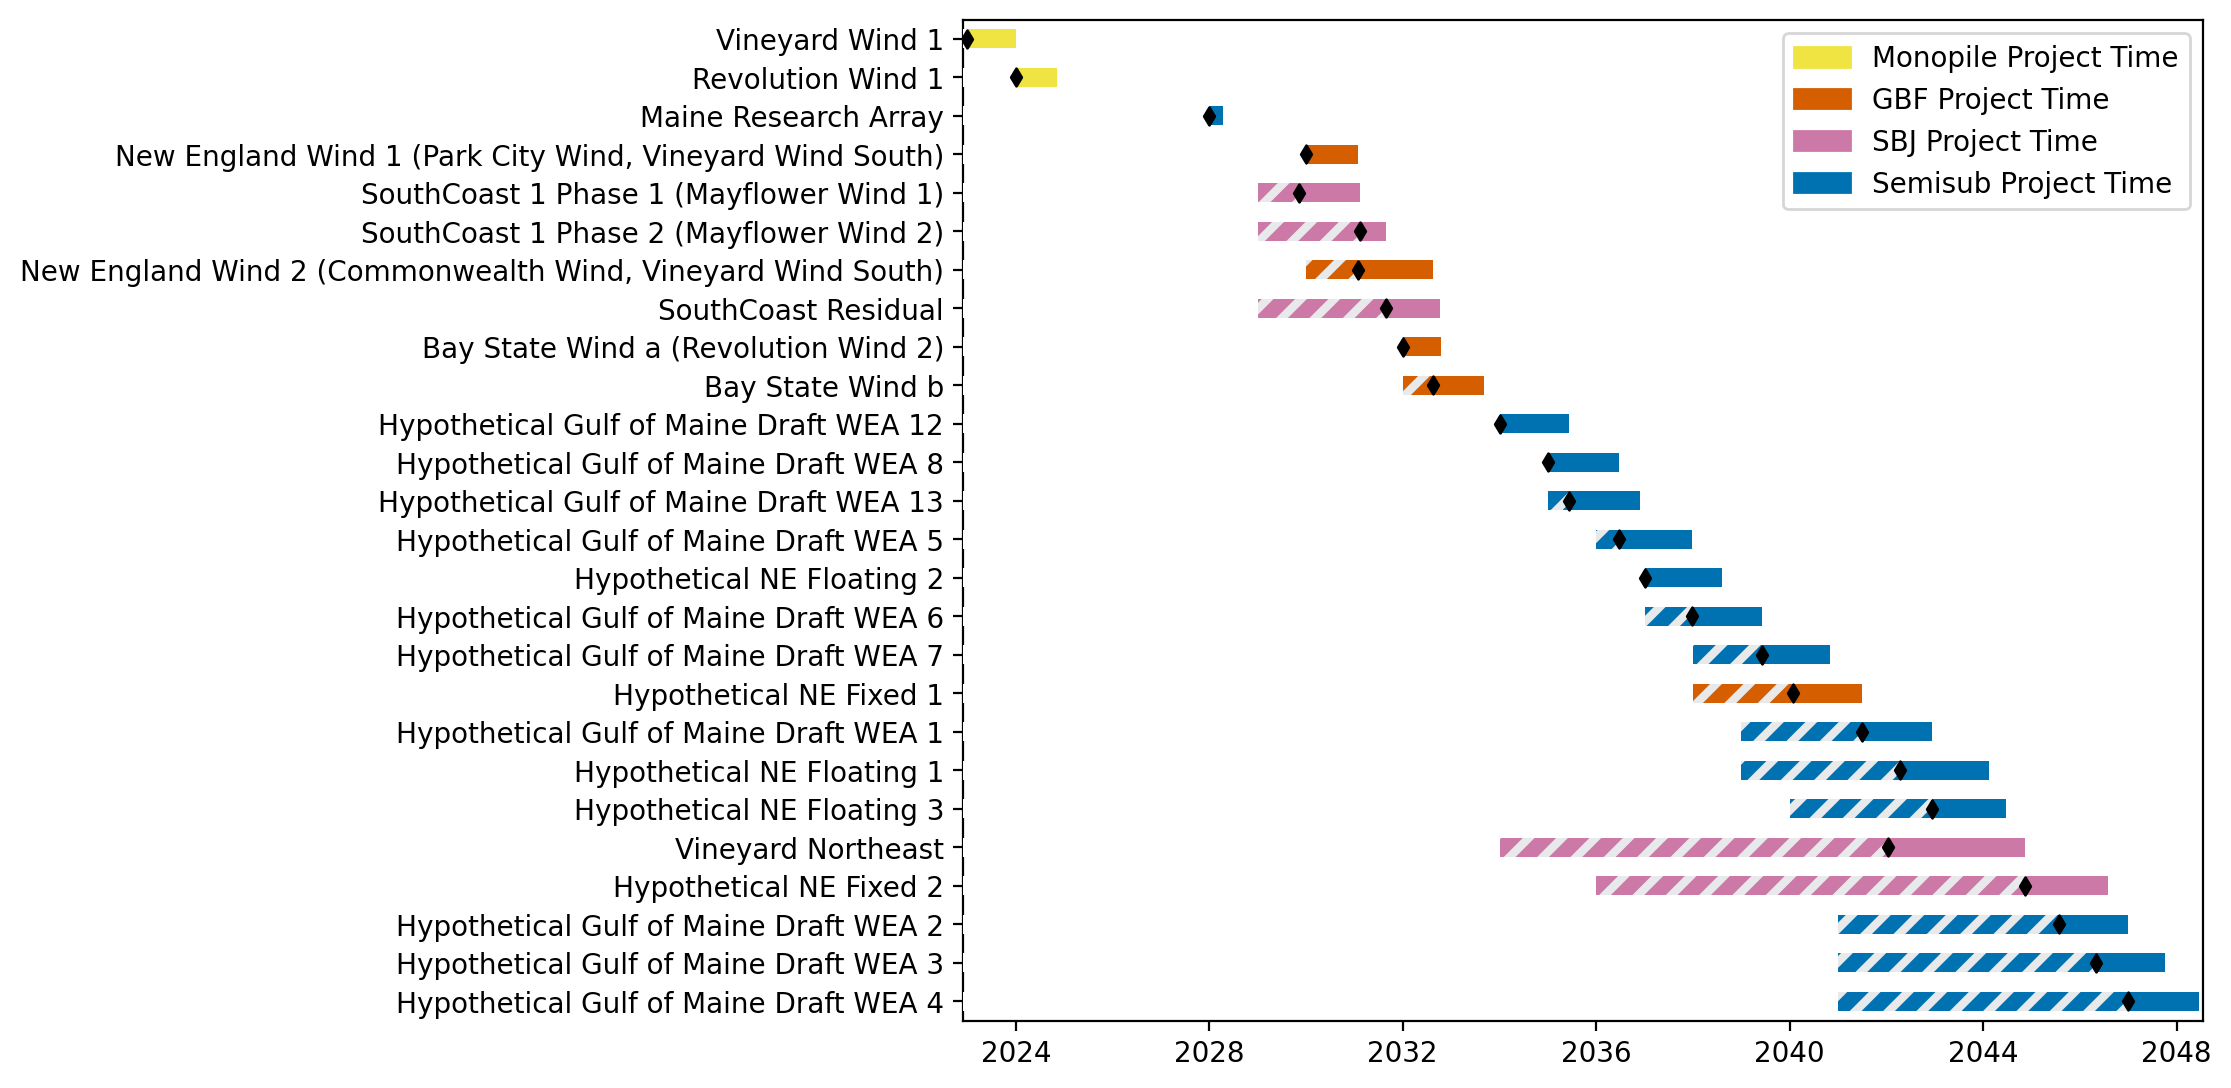 Vineyard Wind 1
Revolution Wind 1
Maine Research Array
New England Wind 1 (Park City Wind, Vineyard Wind South)
SouthCoast 1 Phase 1 (Mayflower Wind 1)
SouthCoast 1 Phase 2 (Mayflower Wind 2)
New England Wind 2 (Commonwealth Wind, Vineyard Wind South)
SouthCoast Residual
Bay State Wind a (Revolution Wind 2)
Bay State Wind b
Hypothetical Gulf of Maine Draft WEA 12
Hypothetical Gulf of Maine Draft WEA 8
Hypothetical Gulf of Maine Draft WEA 13
Hypothetical Gulf of Maine Draft WEA 5
Hypothetical NE Floating 2
Hypothetical Gulf of Maine Draft WEA 6
Hypothetical Gulf of Maine Draft WEA 7
Hypothetical NE Fixed 1
Hypothetical Gulf of Maine Draft WEA 1
Hypothetical NE Floating 1
Hypothetical NE Floating 3
Vineyard Northeast
Hypothetical NE Fixed 2
Hypothetical Gulf of Maine Draft WEA 2
Hypothetical Gulf of Maine Draft WEA 3
Hypothetical Gulf of Maine Draft WEA 4
Monopile Project Time
GBF Project Time
SBJ Project Time
Semisub Project Time
2024 2028 2032 2036 2040 2044 2048